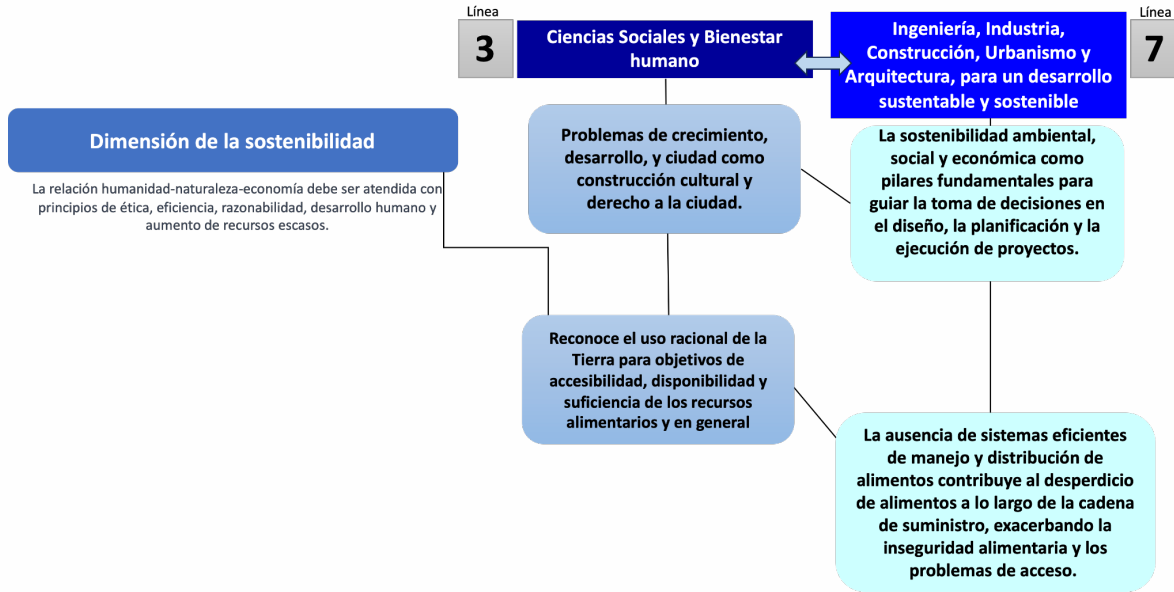 Línea
3
Ciencias Sociales y Bienestar
humano
Ingeniería, Industria,
Construcción, Urbanismo y
Arquitectura, para un desarrollo
sustentable y sostenible
Línea
7
Dimensión de la sostenibilidad
La relación humanidad-naturaleza-economía debe ser atendida con
principios de ética, eficiencia, razonabilidad, desarrollo humano y
aumento de recursos escasos.
Problemas de crecimiento,
desarrollo, y ciudad como
construcción cultural y
derecho a la ciudad.
La sostenibilidad ambiental,
social y económica como
pilares fundamentales para
guiar la toma de decisiones en
el diseño, la planificación y la
ejecución de proyectos.
Reconoce el uso racional de la
Tierra para objetivos de
accesibilidad, disponibilidad y
suficiencia de los recursos
alimentarios y en general
La ausencia de sistemas eficientes
de manejo y distribución de
alimentos contribuye al desperdicio
de alimentos a lo largo de la cadena
de suministro, exacerbando la
inseguridad alimentaria y los
problemas de acceso.